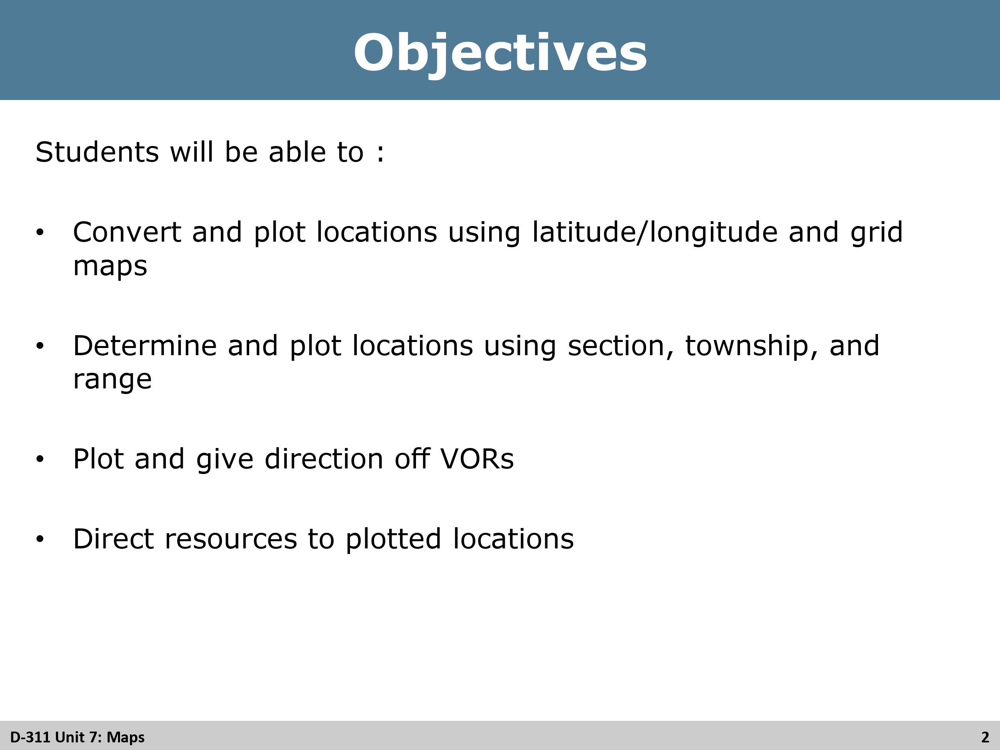 Objectives
Students will be able to :
• Convert and plot locations using latitude/longitude and grid
maps
• Determine and plot locations using section, township, and
range
• Plot and give direction off VORs
• Direct resources to plotted locations
D-311 Unit 7: Maps
2